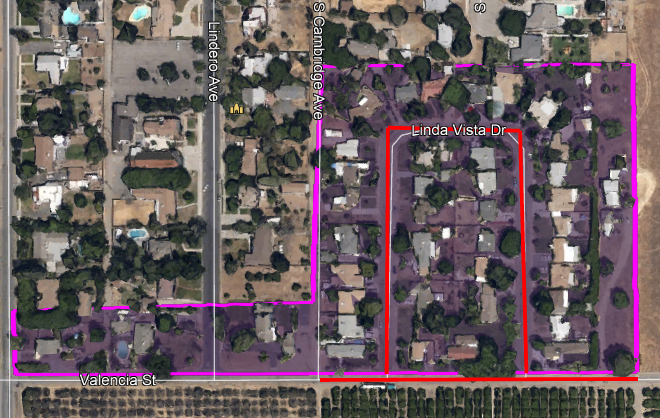 Lindero Ave
S Cambridge Ave
S
Linda Vista Dr
Valencia St